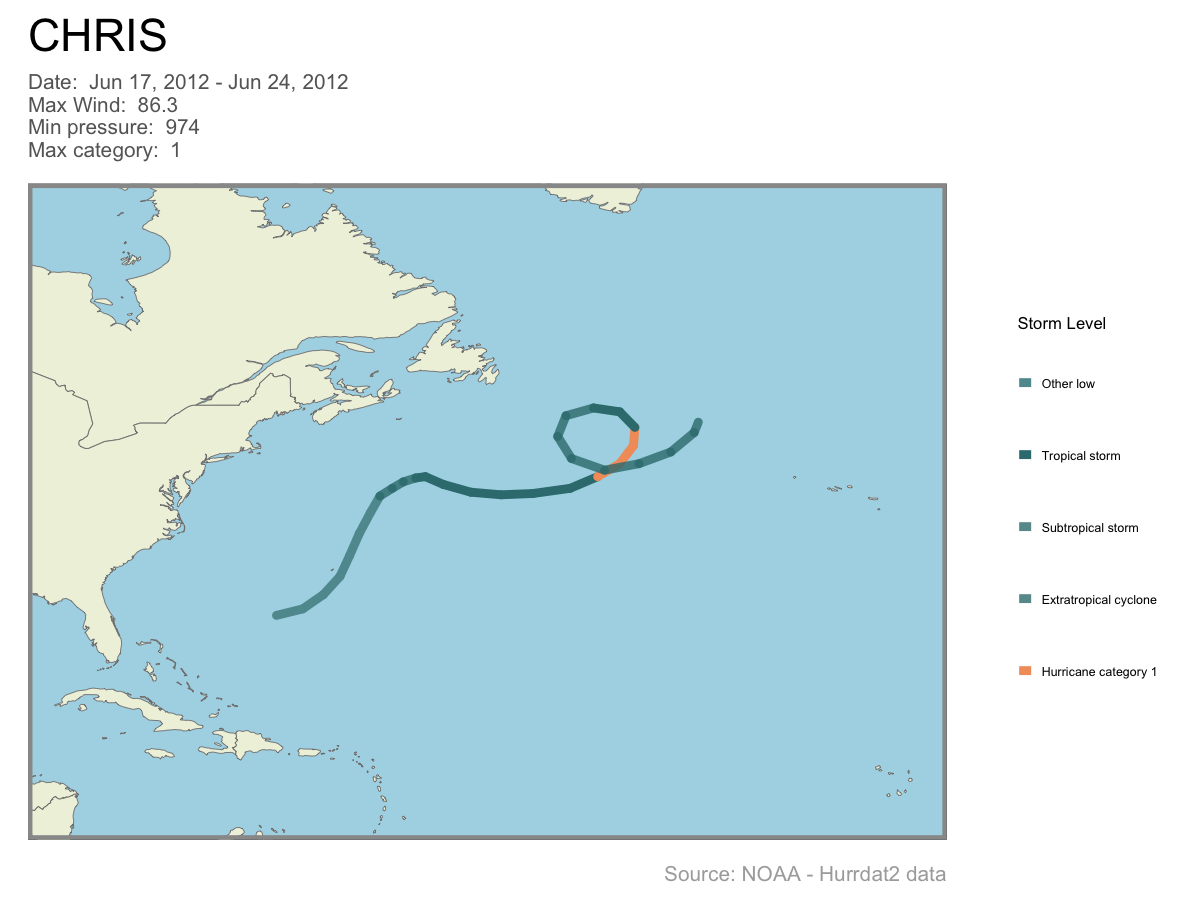 CHRIS
Date:  Jun 17, 2012 - Jun 24, 2012
Max Wind:  86.3
Min pressure:  974
Max category:  1
Storm Level
Other low
Tropical storm
Subtropical storm
Extratropical cyclone
Hurricane category 1
Source: NOAA - Hurrdat2 data